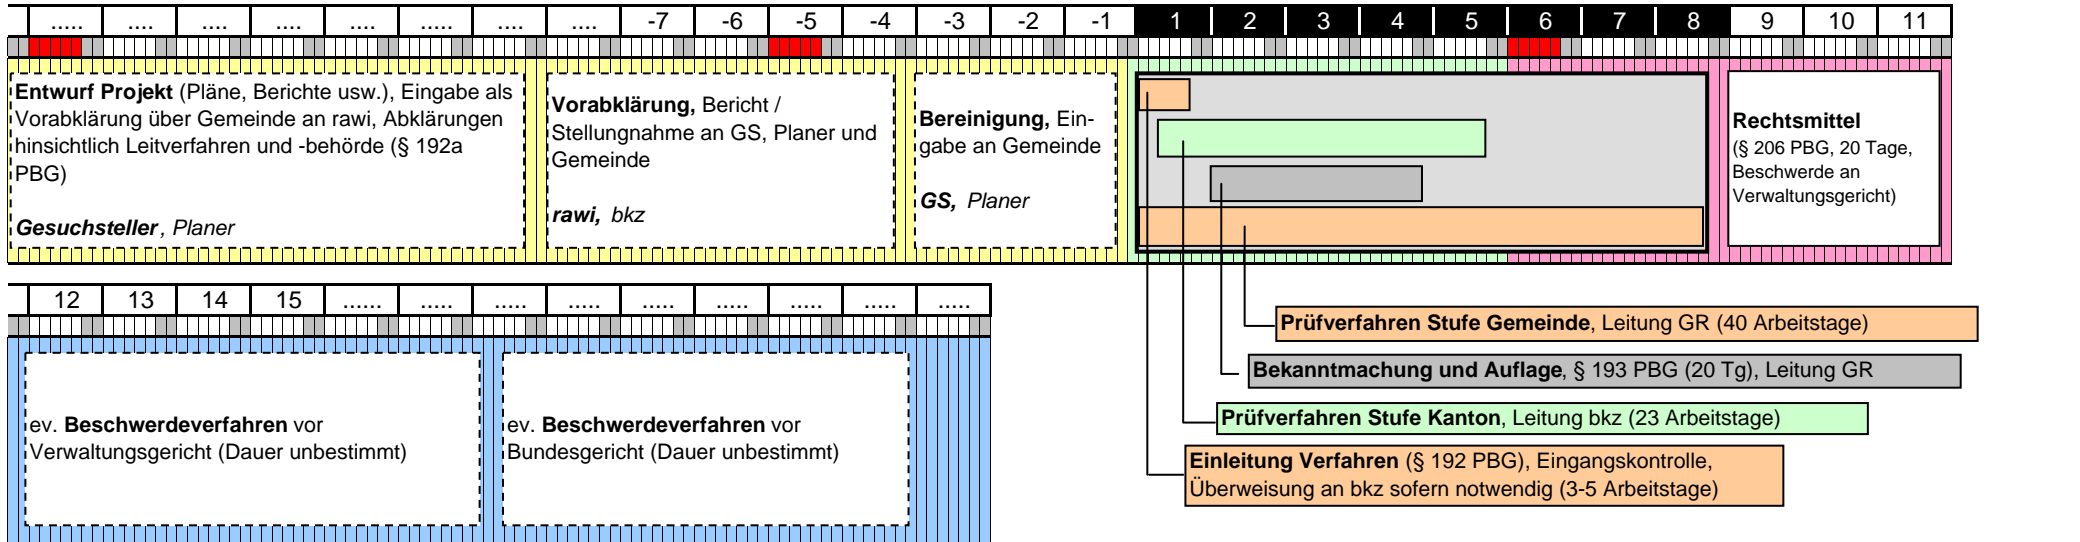 ..... .... .... .... .... .... .... .... -7 -6 -5 -4 -3 -2 -1 1 2 3 4 5 6 7 8 9 10 11
Entwurf Projekt (Pläne, Berichte usw.), Eingabe als
Vorabklärung über Gemeinde an rawi, Abklärungen
hinsichtlich Leitverfahren und -behörde (§ 192a
PBG)
Gesuchsteller, Planer
Vorabklärung, Bericht /
Stellungnahme an GS, Planer und
Gemeinde
rawi, bkz
Bereinigung, Ein-
gabe an Gemeinde
GS, Planer
Rechtsmittel
(§ 206 PBG, 20 Tage,
Beschwerde an
Verwaltungsgericht)
12 13 14 15 ...... ..... ..... ..... ..... ..... ..... ..... .....
ev. Beschwerdeverfahren vor
Verwaltungsgericht (Dauer unbestimmt)
ev. Beschwerdeverfahren vor
Bundesgericht (Dauer unbestimmt)
Prüfverfahren Stufe Gemeinde, Leitung GR (40 Arbeitstage)
Bekanntmachung und Auflage, § 193 PBG (20 Tg), Leitung GR
Prüfverfahren Stufe Kanton, Leitung bkz (23 Arbeitstage)
Einleitung Verfahren (§ 192 PBG), Eingangskontrolle,
Überweisung an bkz sofern notwendig (3-5 Arbeitstage)